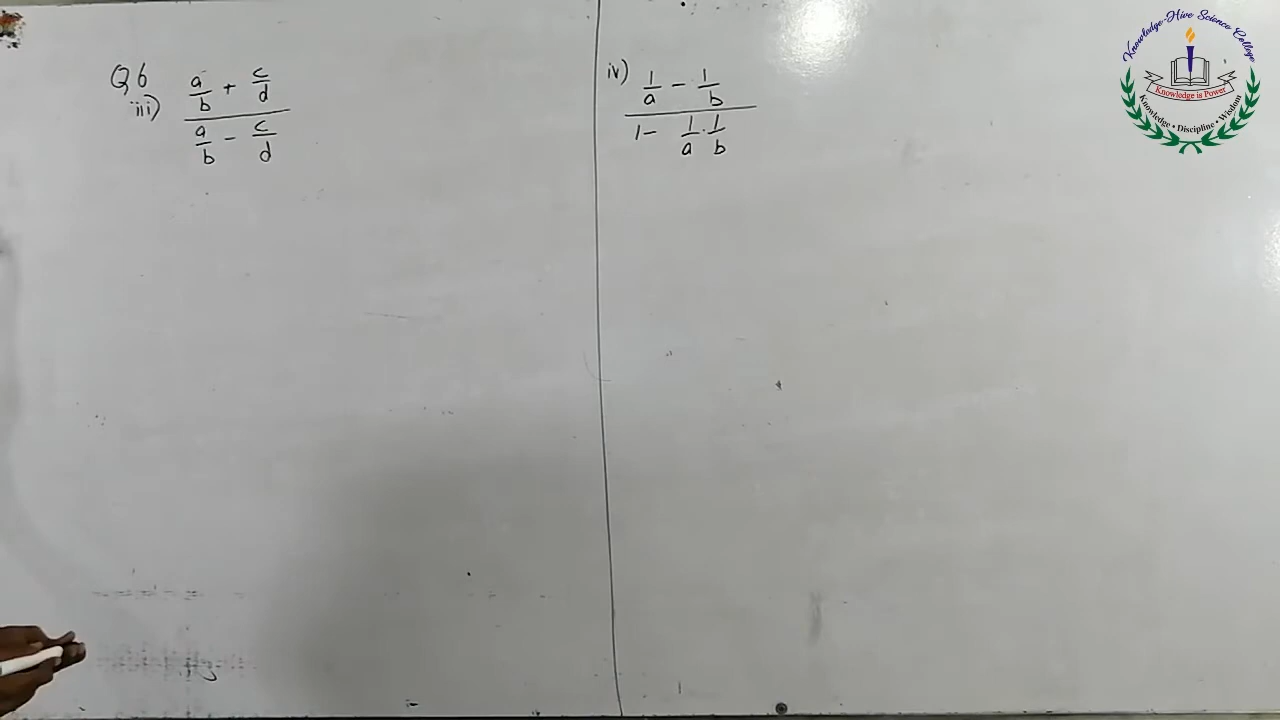 Q6
iii) a/b + c/d
a/b - c/d
iv) 1/a - 1/b
1 - 1/a · 1/b
Knowledge-Hive Science College
Knowledge is Power
Knowledge • Discipline • Wisdom